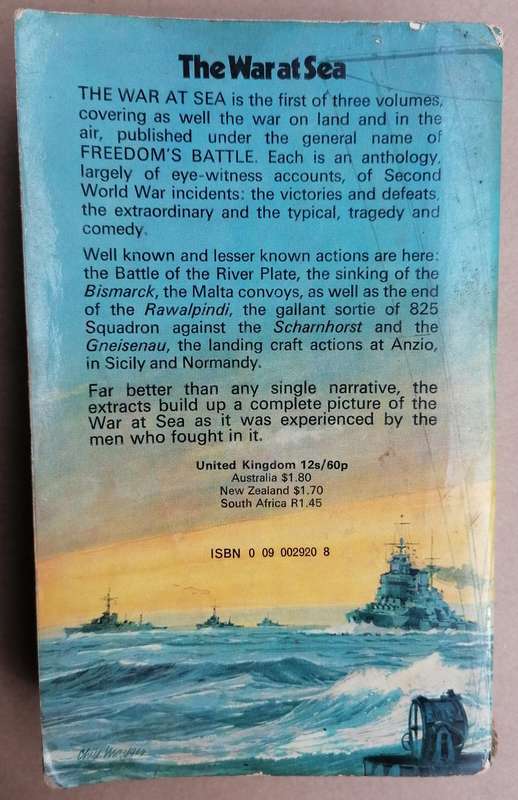 The War at Sea
THE WAR AT SEA is the first of three volumes,
covering as well the war on land and in the
air, published under the general name of
FREEDOM'S BATTLE. Each is an anthology,
largely of eye-witness accounts, of Second
World War incidents: the victories and defeats,
the extraordinary and the typical, tragedy and
comedy.
Well known and lesser known actions are here:
the Battle of the River Plate, the sinking of the
Bismarck, the Malta convoys, as well as the end
of the Rawalpindi, the gallant sortie of 825
Squadron against the Scharnhorst and the
Gneisenau, the landing craft actions at Anzio,
in Sicily and Normandy.
Far better than any single narrative, the
extracts build up a complete picture of the
War at Sea as it was experienced by the
men who fought in it.
United Kingdom 12s/60p
Australia $1.80
New Zealand $1.70
South Africa R1.45
ISBN 0 09 002920 8